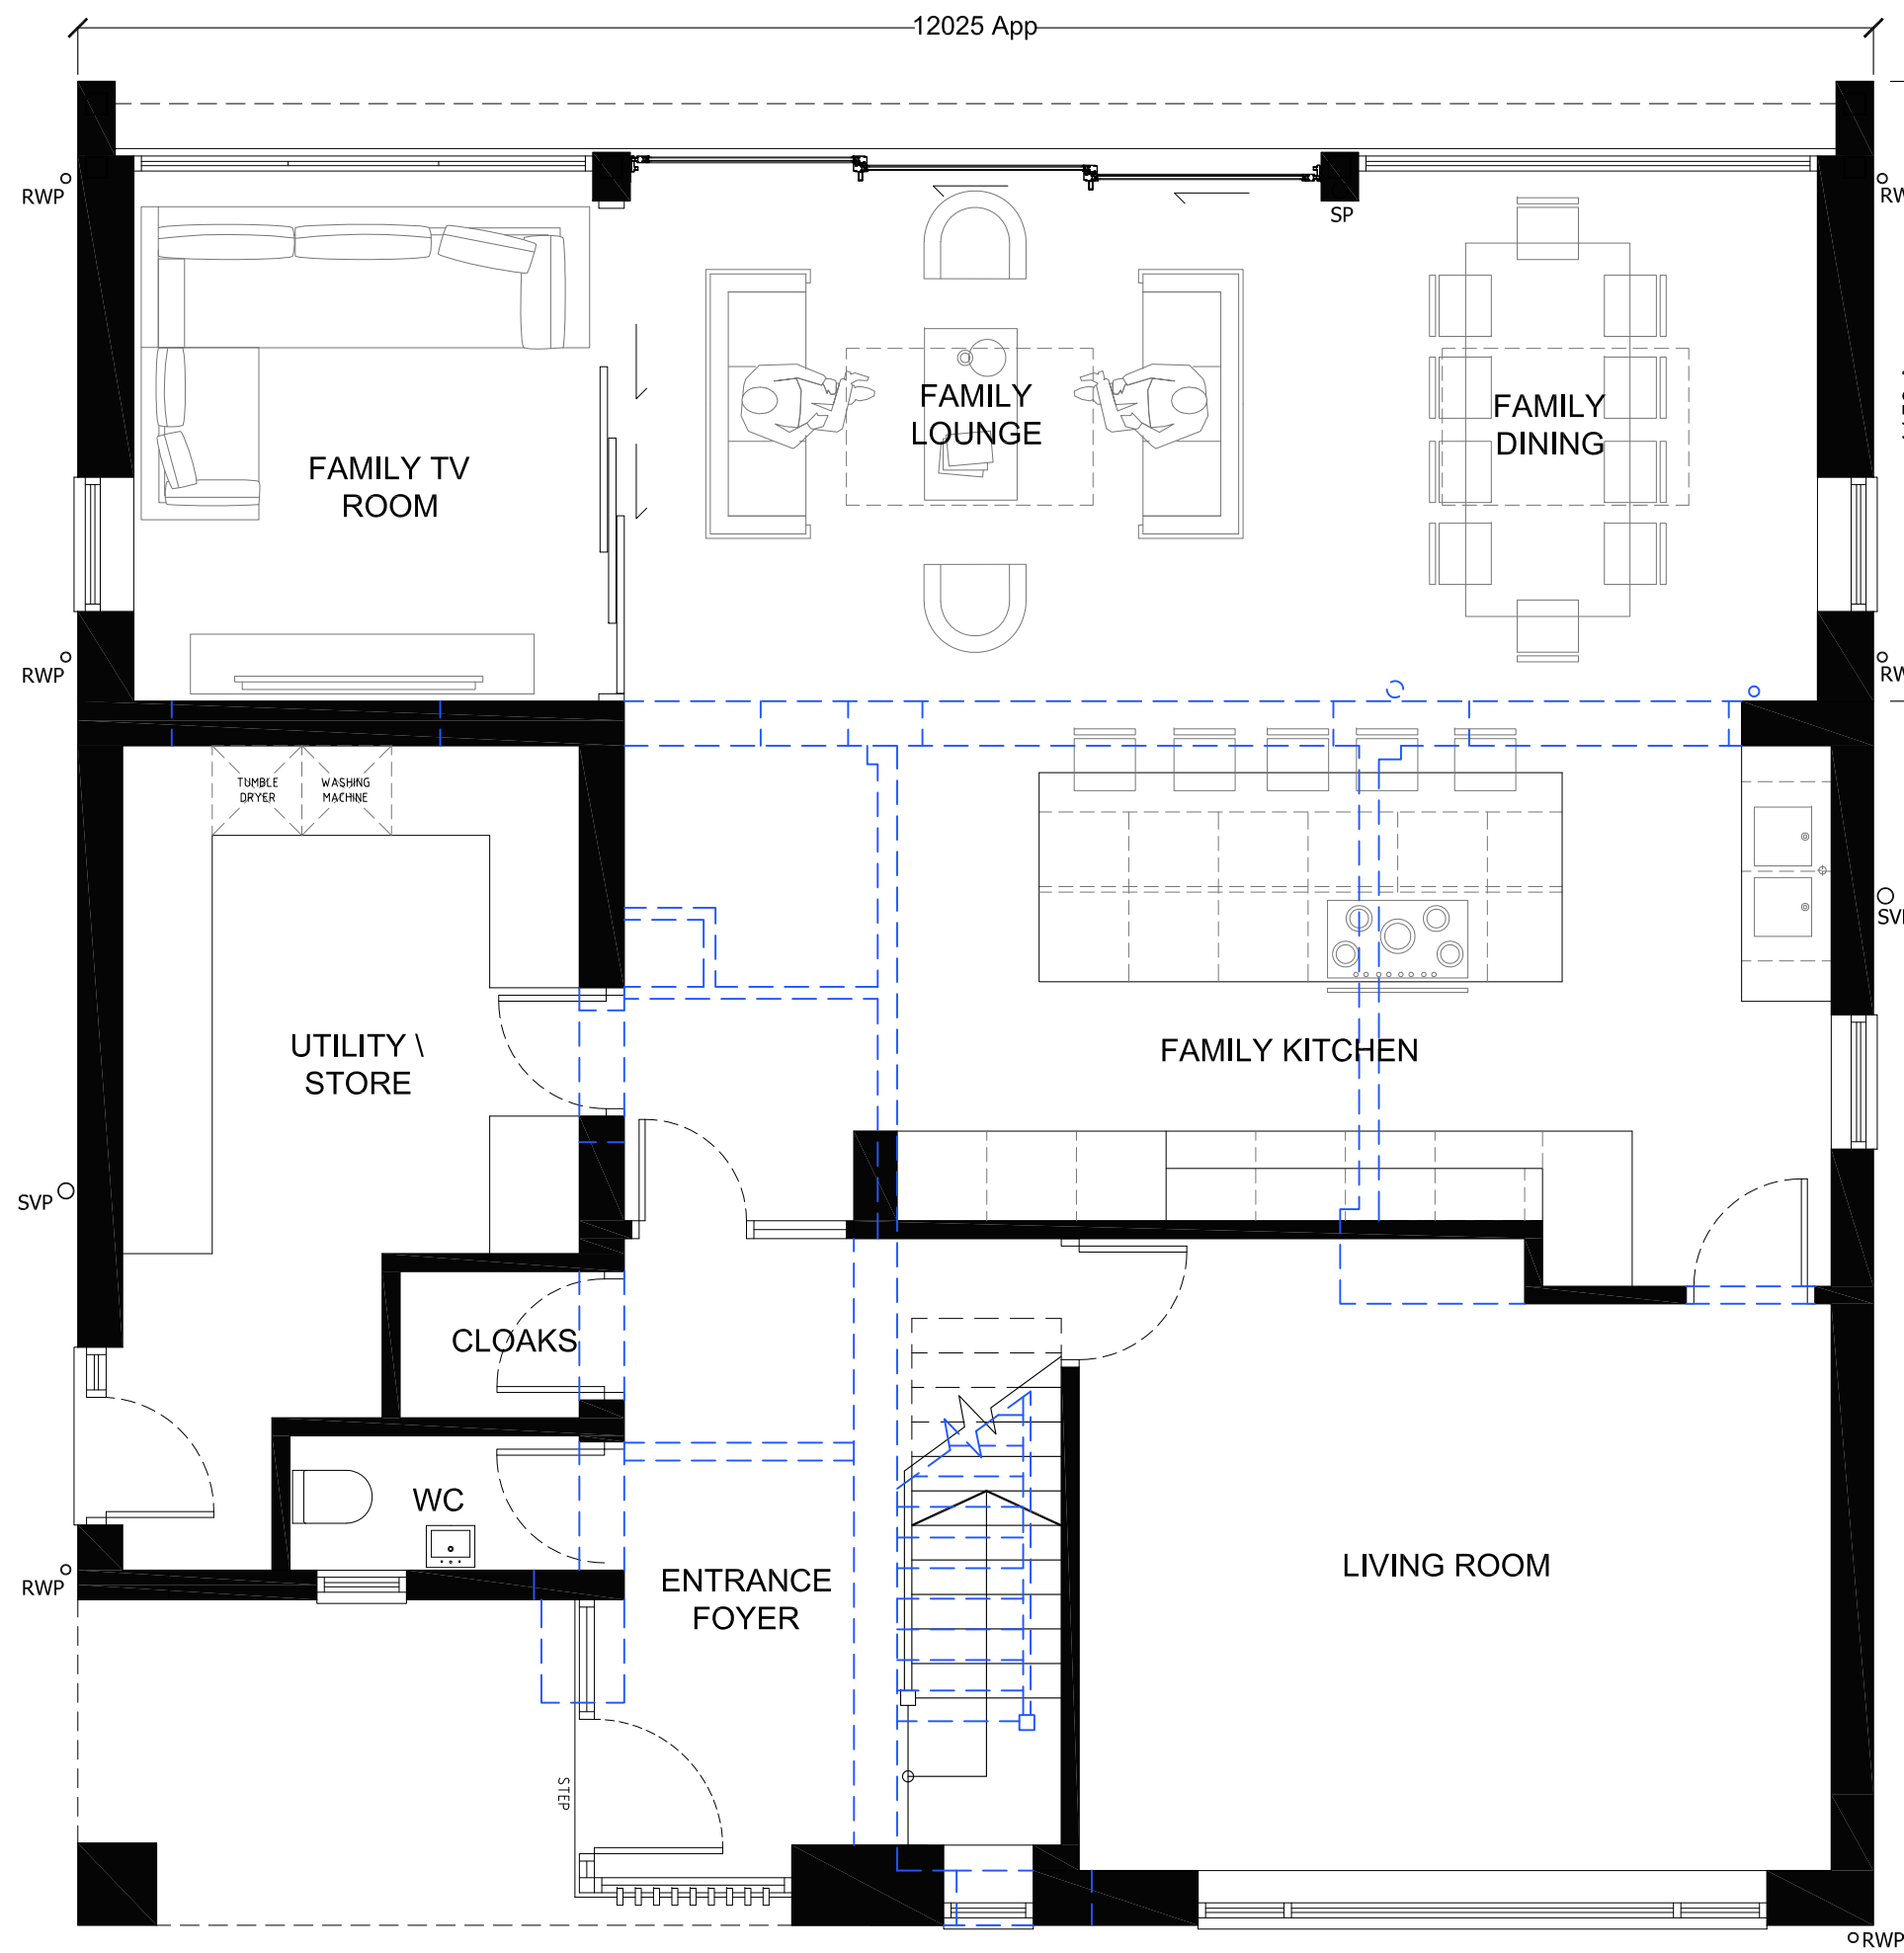 12025 App
RWP
SP
FAMILY
LOUNGE
FAMILY
DINING
FAMILY TV
ROOM
RWP
TUMBLE
DRYER
WASHING
MACHINE
UTILITY \
STORE
FAMILY KITCHEN
SVP
CLOAKS
WC
RWP
ENTRANCE
FOYER
LIVING ROOM
STEP
RWP